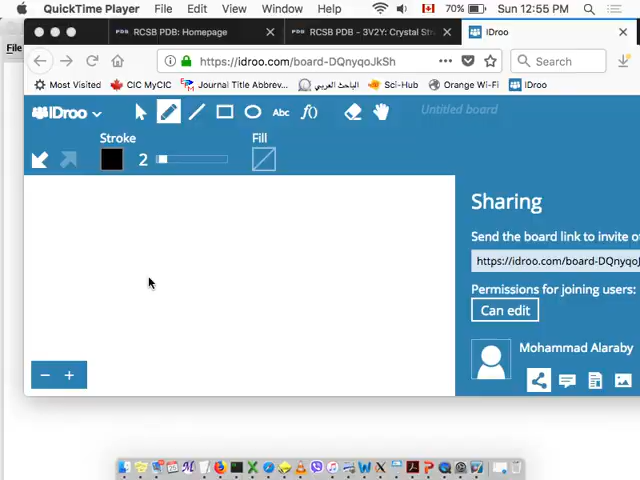 QuickTime Player File Edit View Window Help 70% Sun 12:55 PM
File
RCSB PDB: Homepage × RCSB PDB - 3V2Y: Crystal Str × IDroo ×
https://idroo.com/board-DQnyqoJkSh Search
Most Visited CIC MyCIC Journal Title Abbrevi... الباحث العلمي Sci-Hub Orange Wi-Fi IDroo
IDroo Abc f() Untitled board
Stroke Fill
2
Sharing
Send the board link to invite ot
https://idroo.com/board-DQnyqoJ
Permissions for joining users:
Can edit
Mohammad Alaraby
− +